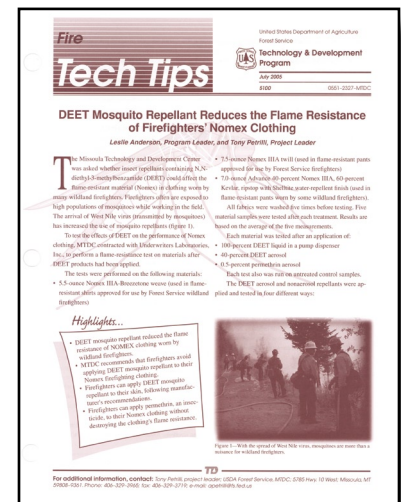 Fire
Tech Tips
United States Department of Agriculture
Forest Service
Technology & Development
Program
July 2005
5100
0551-2327-MTDC
DEET Mosquito Repellant Reduces the Flame Resistance
of Firefighters' Nomex Clothing
Leslie Anderson, Program Leader, and Tony Petrilli, Project Leader
The Missoula Technology and Development Center
was asked whether insect repellents containing N,N-
diethyl-3-methylbenzamide (DEET) could affect the
flame-resistant material (Nomex) in clothing worn by
many wildland firefighters. Firefighters often are exposed to
high populations of mosquitoes while working in the field.
The arrival of West Nile virus (transmitted by mosquitoes)
has increased the use of mosquito repellents (figure 1).
To test the effects of DEET on the performance of Nomex
clothing, MTDC contracted with Underwriters Laboratories,
Inc., to perform a flame-resistance test on materials after
DEET products had been applied.
The tests were performed on the following materials:
• 5.5-ounce Nomex IIIA-Breezetone weave (used in flame-
resistant shirts approved for use by Forest Service wildland
firefighters)
• 7.5-ounce Nomex IIIA twill (used in flame-resistant pants
approved for use by Forest Service firefighters)
• 7.0-ounce Advance-40-percent Nomex IIIA, 60-percent
Kevlar, ripstop with Shelltite water-repellent finish (used in
flame-resistant pants worn by some wildland firefighters).
All fabrics were washed five times before testing. Five
material samples were tested after each treatment. Results are
based on the average of the five measurements.
Each material was tested after an application of:
• 100-percent DEET liquid in a pump dispenser
• 40-percent DEET aerosol
• 0.5-percent permethrin aerosol
Each test also was run on untreated control samples.
The DEET aerosol and nonaerosol repellants were ap-
plied and tested in four different ways:
Highlights...
• DEET mosquito repellant reduced the flame
resistance of NOMEX clothing worn by
wildland firefighters.
• MTDC recommends that firefighters avoid
applying DEET mosquito repellent to their
Nomex firefighting clothing.
• Firefighters can apply DEET mosquito
repellant to their skin, following manufac-
turer's recommendations.
• Firefighters can apply permethrin, an insec-
ticide, to their Nomex clothing without
destroying the clothing's flame resistance.
Figure 1—With the spread of West Nile virus, mosquitoes are more than a
nuisance for wildland firefighters.
TD
For additional information, contact: Tony Petrilli, project leader; USDA Forest Service, MTDC; 5785 Hwy. 10 West; Missoula, MT
59808-9361. Phone: 406-329-3965; fax: 406-329-3719; e-mail: apetrilli@fs.fed.us